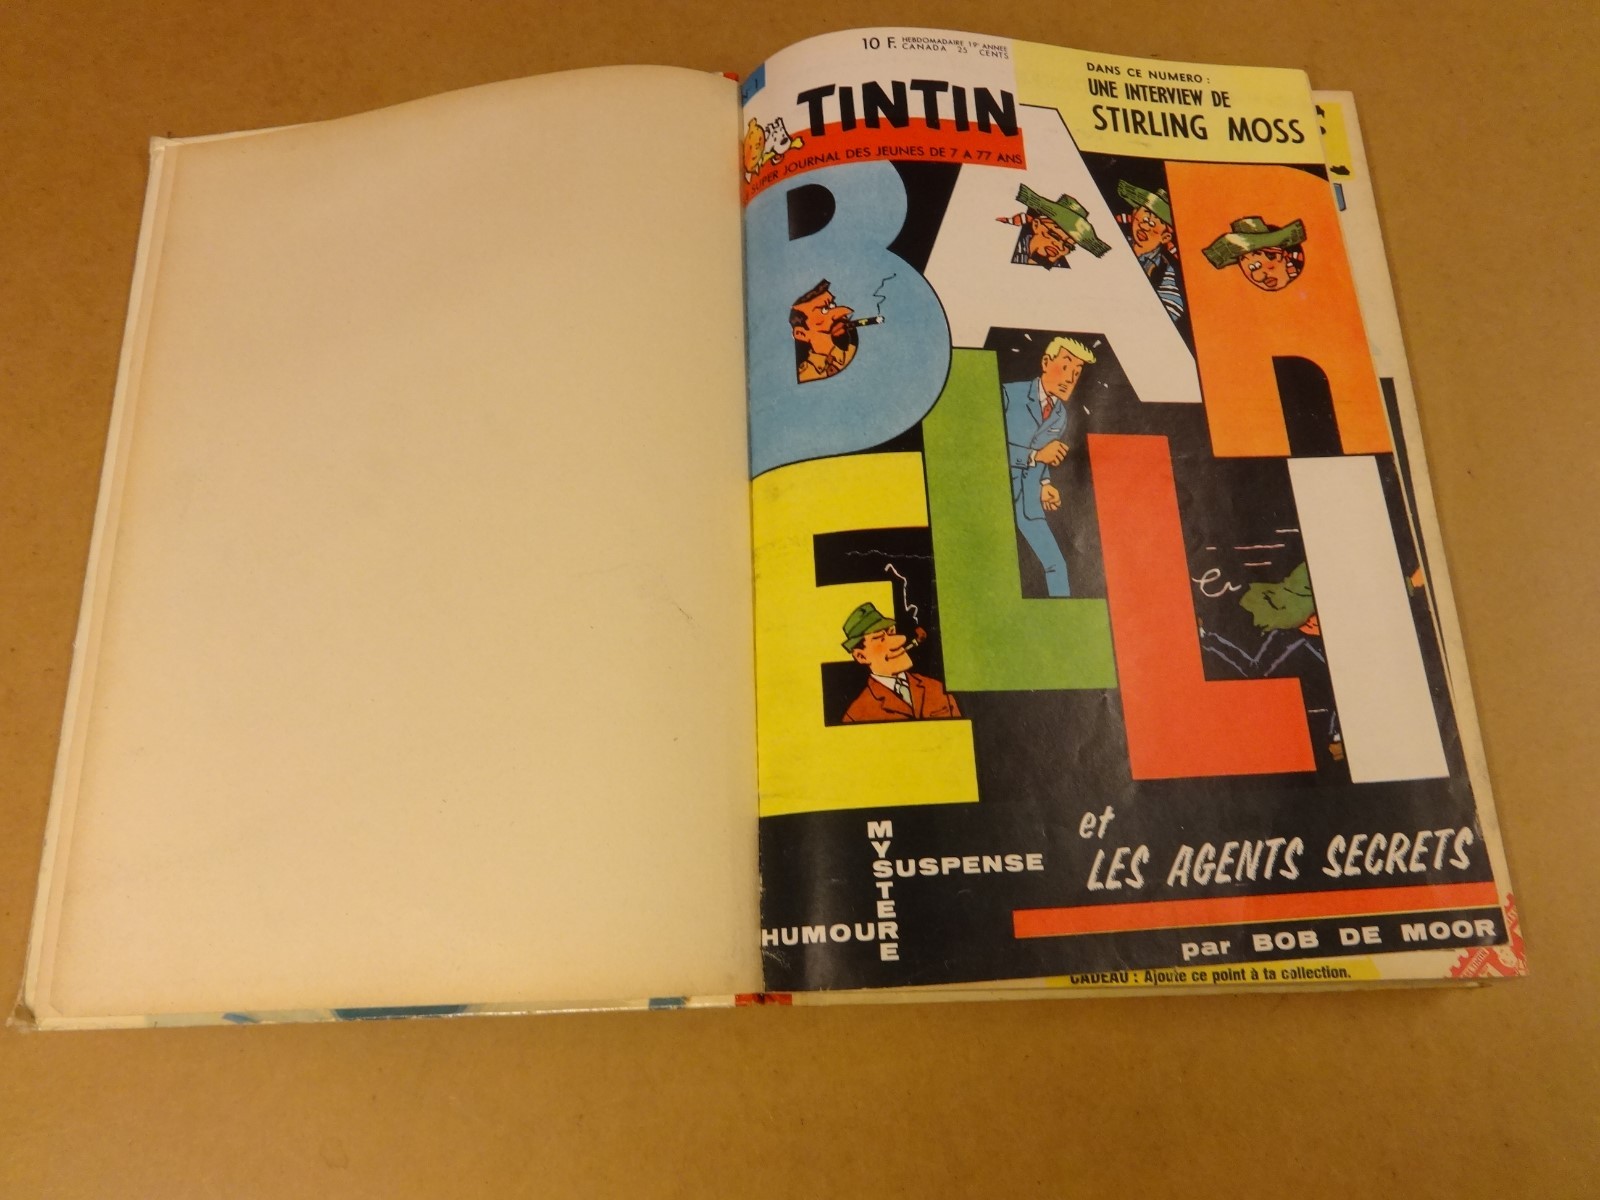 10 F. HEBDOMADAIRE 19e ANNEE
CANADA 25 CENTS
N 1
TINTIN
SUPER JOURNAL DES JEUNES DE 7 A 77 ANS
DANS CE NUMERO :
UNE INTERVIEW DE
STIRLING MOSS
BAR
ELLI
MYSTERE
SUSPENSE
HUMOUR
et
LES AGENTS SECRETS
par BOB DE MOOR
CADEAU : Ajoute ce point à ta collection.